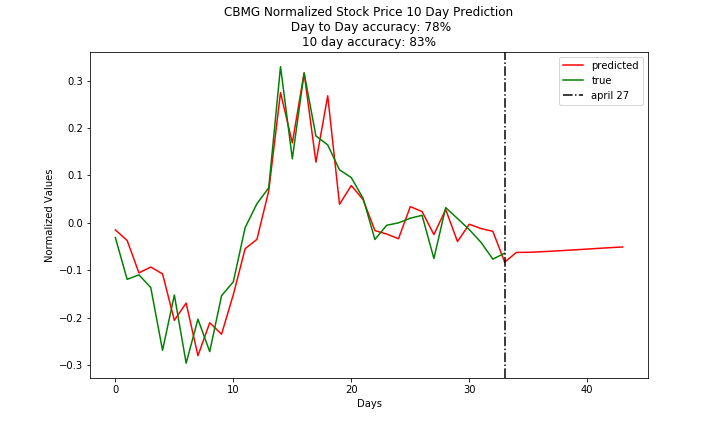 CBMG Normalized Stock Price 10 Day Prediction
Day to Day accuracy: 78%
10 day accuracy: 83%
predicted
true
april 27
Normalized Values
0.3
0.2
0.1
0.0
−0.1
−0.2
−0.3
0
10
20
30
40
Days